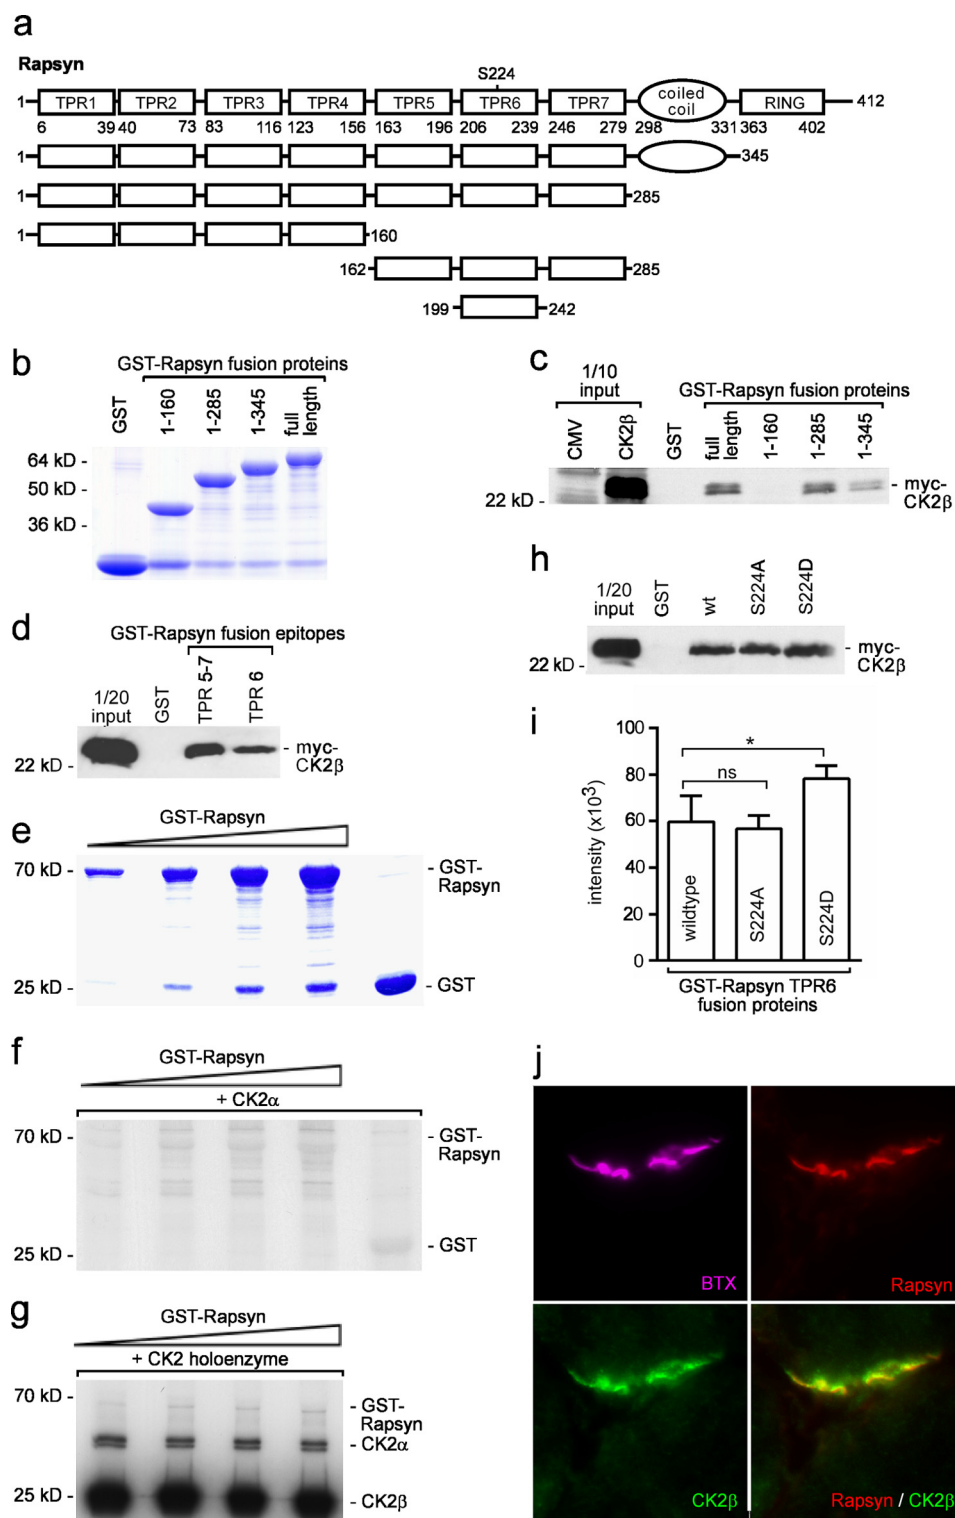 a
Rapsyn
S224
1 TPR1 TPR2 TPR3 TPR4 TPR5 TPR6 TPR7 coiled coil RING 412
6 39 40 73 83 116 123 156 163 196 206 239 246 279 298 331 363 402
1 345
1 285
1 160
162 285
199 242
b
GST-Rapsyn fusion proteins
GST
1-160
1-285
1-345
full length
64 kD -
50 kD -
36 kD -
c
1/10 input
GST-Rapsyn fusion proteins
CMV
CK2β
GST
full length
1-160
1-285
1-345
22 kD -
- myc-CK2β
d
GST-Rapsyn fusion epitopes
1/20 input
GST
TPR 5-7
TPR 6
22 kD -
- myc-CK2β
h
1/20 input
GST
wt
S224A
S224D
22 kD -
- myc-CK2β
e
GST-Rapsyn
70 kD -
- GST-Rapsyn
25 kD -
- GST
i
intensity (x10³)
100
80
60
40
20
0
*
ns
wildtype
S224A
S224D
GST-Rapsyn TPR6
fusion proteins
f
GST-Rapsyn
+ CK2α
70 kD -
- GST-Rapsyn
25 kD -
- GST
g
GST-Rapsyn
+ CK2 holoenzyme
70 kD -
- GST-Rapsyn
- CK2α
25 kD -
- CK2β
j
BTX
Rapsyn
CK2β
Rapsyn / CK2β